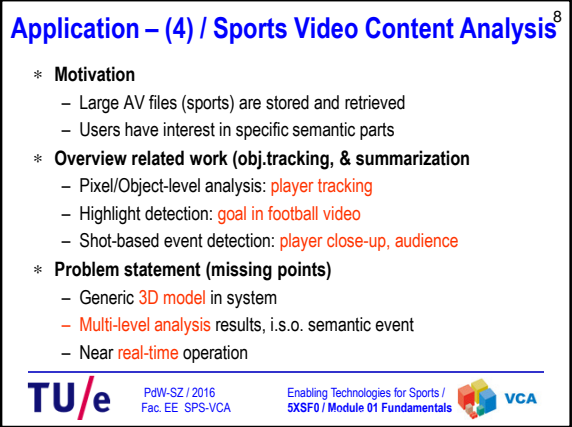 8
Application – (4) / Sports Video Content Analysis
∗ Motivation
– Large AV files (sports) are stored and retrieved
– Users have interest in specific semantic parts
∗ Overview related work (obj.tracking, & summarization
– Pixel/Object-level analysis: player tracking
– Highlight detection: goal in football video
– Shot-based event detection: player close-up, audience
∗ Problem statement (missing points)
– Generic 3D model in system
– Multi-level analysis results, i.s.o. semantic event
– Near real-time operation
TU/e
PdW-SZ / 2016
Fac. EE SPS-VCA
Enabling Technologies for Sports /
5XSF0 / Module 01 Fundamentals
VCA